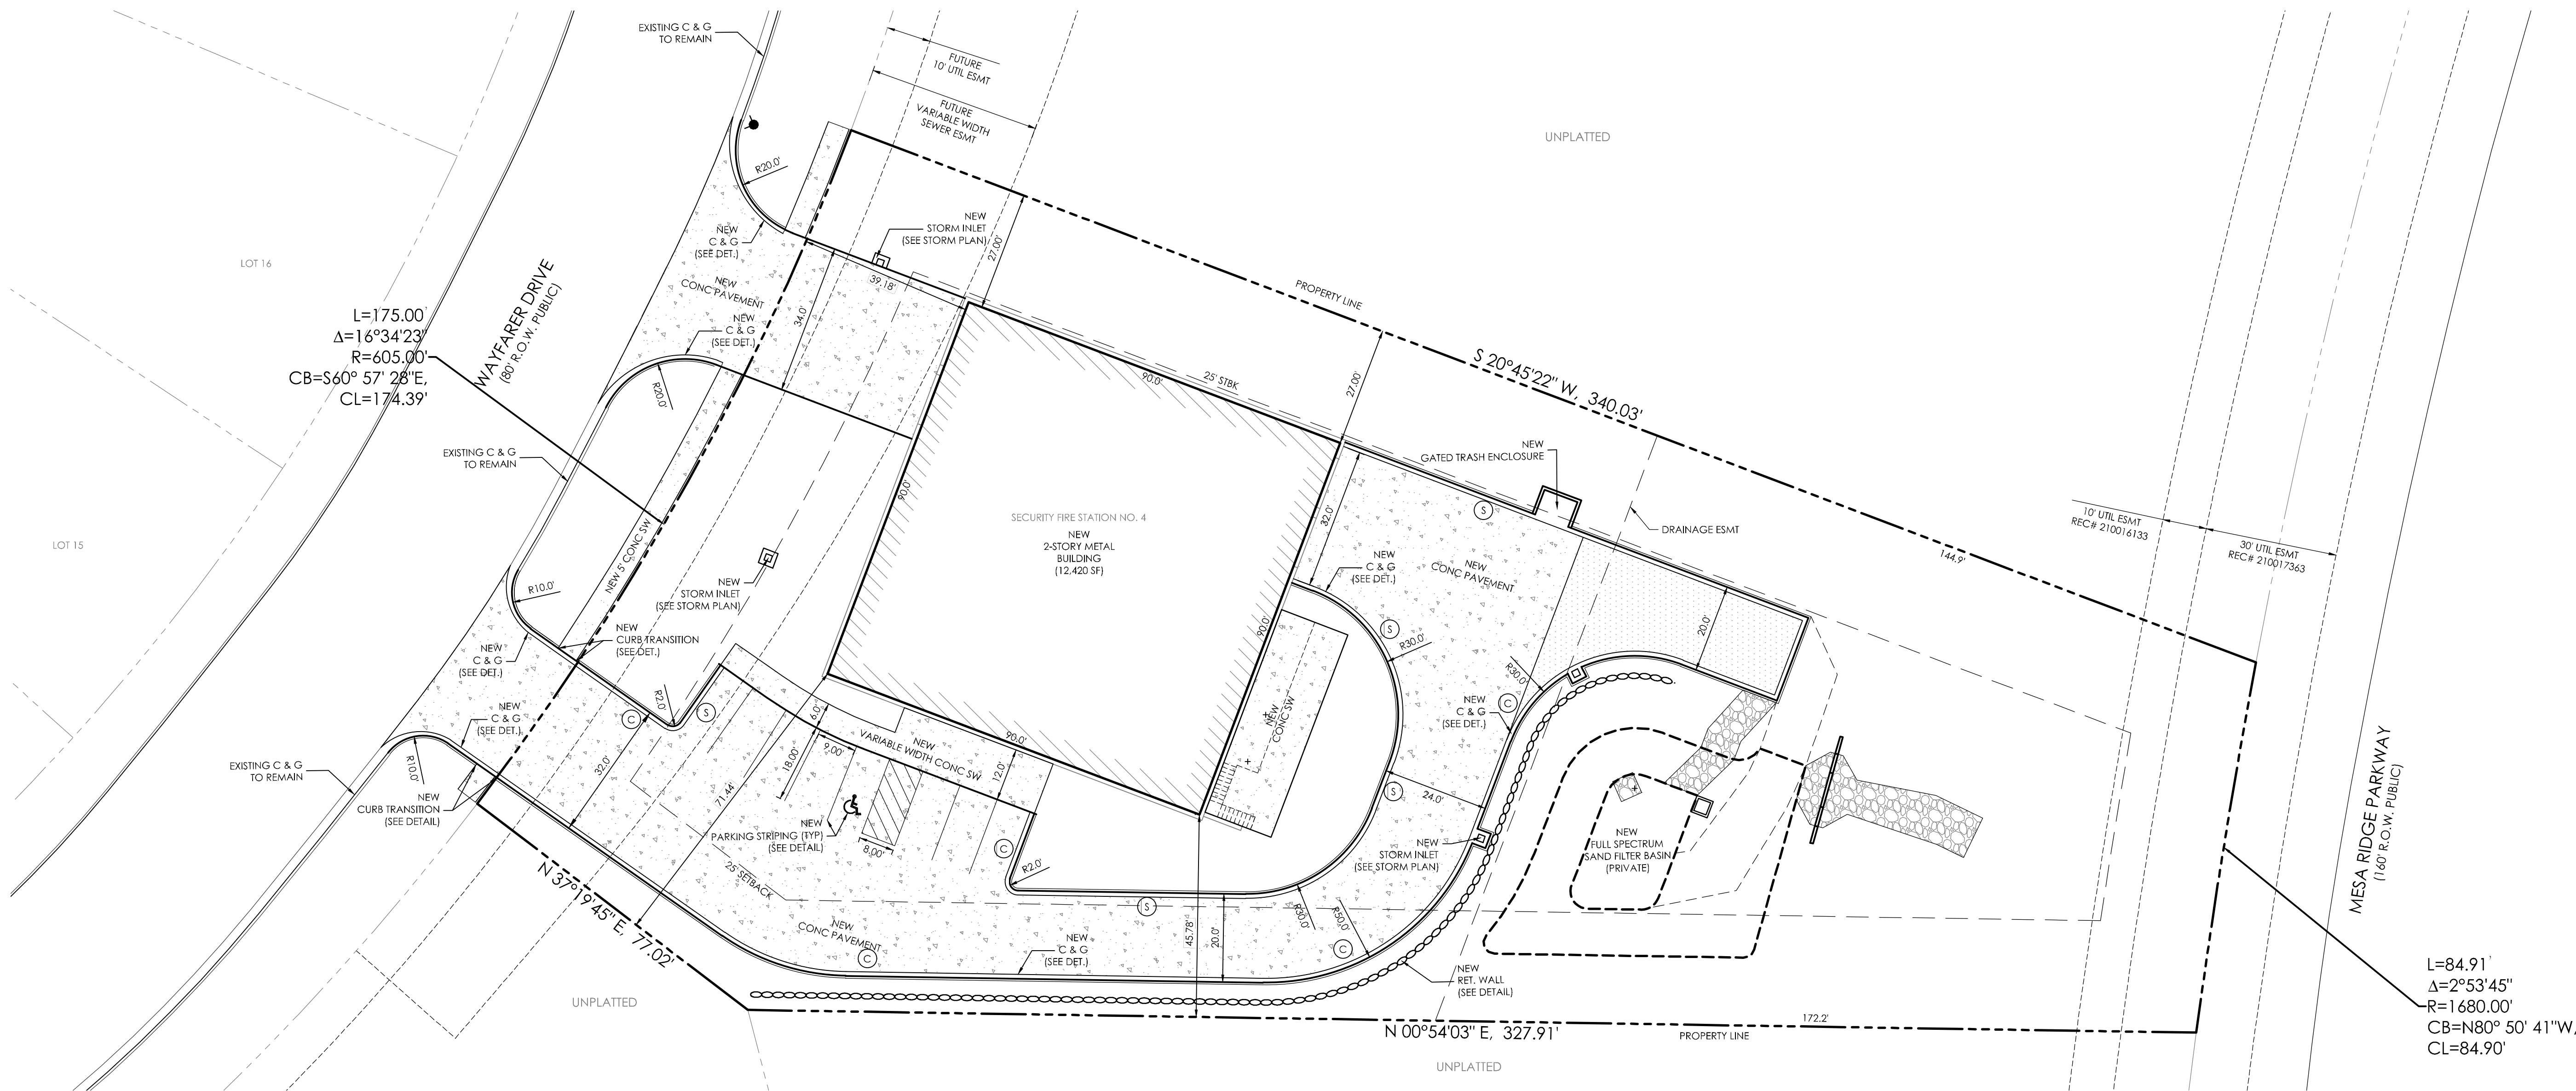 EXISTING C & G
TO REMAIN
FUTURE
10' UTIL ESMT
FUTURE
VARIABLE WIDTH
SEWER ESMT
UNPLATTED
R20.0'
NEW
C & G
(SEE DET.)
NEW
STORM INLET
(SEE STORM PLAN)
27.00'
LOT 16
WAYFARER DRIVE
(80' R.O.W. PUBLIC)
NEW
CONC PAVEMENT
39.18'
34.0'
PROPERTY LINE
L=175.00'
Δ=16°34'23"
R=605.00'
CB=S60° 57' 28"E,
CL=174.39'
NEW
C & G
(SEE DET.)
R20.0'
90.0'
25' STBK
27.00'
S 20°45'22" W, 340.03'
EXISTING C & G
TO REMAIN
NEW
GATED TRASH ENCLOSURE
90.0'
SECURITY FIRE STATION NO. 4
NEW
2-STORY METAL
BUILDING
(12,420 SF)
32.0'
S
DRAINAGE ESMT
10' UTIL ESMT
REC# 210016133
30' UTIL ESMT
REC# 210017363
144.9'
LOT 15
NEW 5' CONC SW
R10.0'
NEW
STORM INLET
(SEE STORM PLAN)
NEW
C & G
(SEE DET.)
NEW
CONC PAVEMENT
20.0'
NEW
CURB TRANSITION
(SEE DET.)
NEW
C & G
(SEE DET.)
90.0'
S
R30.0'
R30.0'
R2.0'
C
S
NEW
C & G
(SEE DET.)
C
NEW
C & G
(SEE DET.)
NEW
CONC SW
6.0'
9.00'
18.00'
NEW
VARIABLE WIDTH CONC SW
90.0'
12.0'
EXISTING C & G
TO REMAIN
R10.0'
32.0'
71.44'
NEW
CURB TRANSITION
(SEE DETAIL)
NEW
PARKING STRIPING (TYP)
(SEE DETAIL)
8.00'
C
R2.0'
S
24.0'
NEW
STORM INLET
(SEE STORM PLAN)
NEW
FULL SPECTRUM
SAND FILTER BASIN
(PRIVATE)
MESA RIDGE PARKWAY
(160' R.O.W. PUBLIC)
25' SETBACK
N 37°19'45" E, 77.02'
NEW
CONC PAVEMENT
C
NEW
C & G
(SEE DET.)
S
45.78'
20.0'
R30.0'
R50.0'
C
NEW
RET. WALL
(SEE DETAIL)
UNPLATTED
N 00°54'03" E, 327.91'
172.2'
PROPERTY LINE
UNPLATTED
L=84.91'
Δ=2°53'45"
R=1680.00'
CB=N80° 50' 41"W,
CL=84.90'